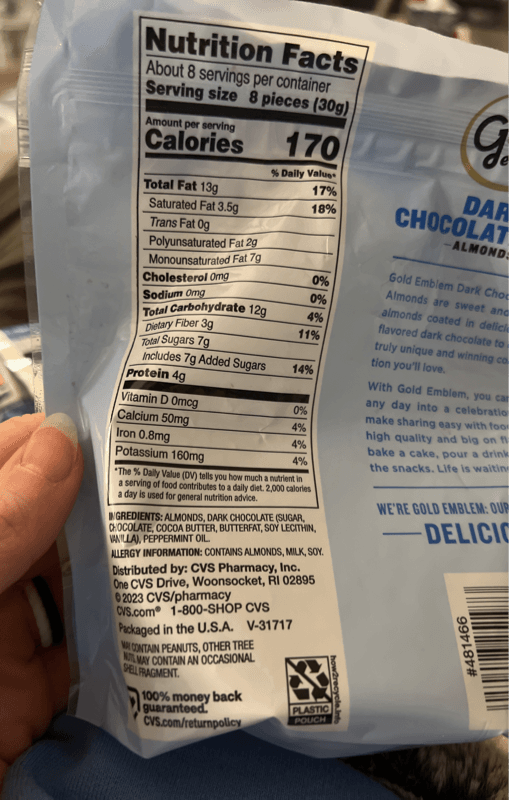 Nutrition Facts
About 8 servings per container
Serving size 8 pieces (30g)
Amount per serving
Calories 170
% Daily Value*
Total Fat 13g 17%
Saturated Fat 3.5g 18%
Trans Fat 0g
Polyunsaturated Fat 2g
Monounsaturated Fat 7g
Cholesterol 0mg 0%
Sodium 0mg 0%
Total Carbohydrate 12g 4%
Dietary Fiber 3g 11%
Total Sugars 7g
Includes 7g Added Sugars 14%
Protein 4g
Vitamin D 0mcg 0%
Calcium 50mg 4%
Iron 0.8mg 4%
Potassium 160mg 4%
*The % Daily Value (DV) tells you how much a nutrient in
a serving of food contributes to a daily diet. 2,000 calories
a day is used for general nutrition advice.
INGREDIENTS: ALMONDS, DARK CHOCOLATE (SUGAR,
CHOCOLATE, COCOA BUTTER, BUTTERFAT, SOY LECITHIN,
VANILLA), PEPPERMINT OIL.
ALLERGY INFORMATION: CONTAINS ALMONDS, MILK, SOY.
Distributed by: CVS Pharmacy, Inc.
One CVS Drive, Woonsocket, RI 02895
© 2023 CVS/pharmacy
CVS.com® 1-800-SHOP CVS
Packaged in the U.S.A. V-31717
MAY CONTAIN PEANUTS, OTHER TREE
NUTS. MAY CONTAIN AN OCCASIONAL
SHELL FRAGMENT.
100% money back
guaranteed.
CVS.com/returnpolicy
PLASTIC
POUCH
how2recycle.info
G
DAR
CHOCOLAT
ALMOND
Gold Emblem Dark Choc
Almonds are sweet and
almonds coated in delici
flavored dark chocolate to
truly unique and winning co
tion you'll love.
With Gold Emblem, you can
any day into a celebratio
make sharing easy with food
high quality and big on fl
bake a cake, pour a drink
the snacks. Life is waitin
WE'RE GOLD EMBLEM: OUR
DELICIO
#481466